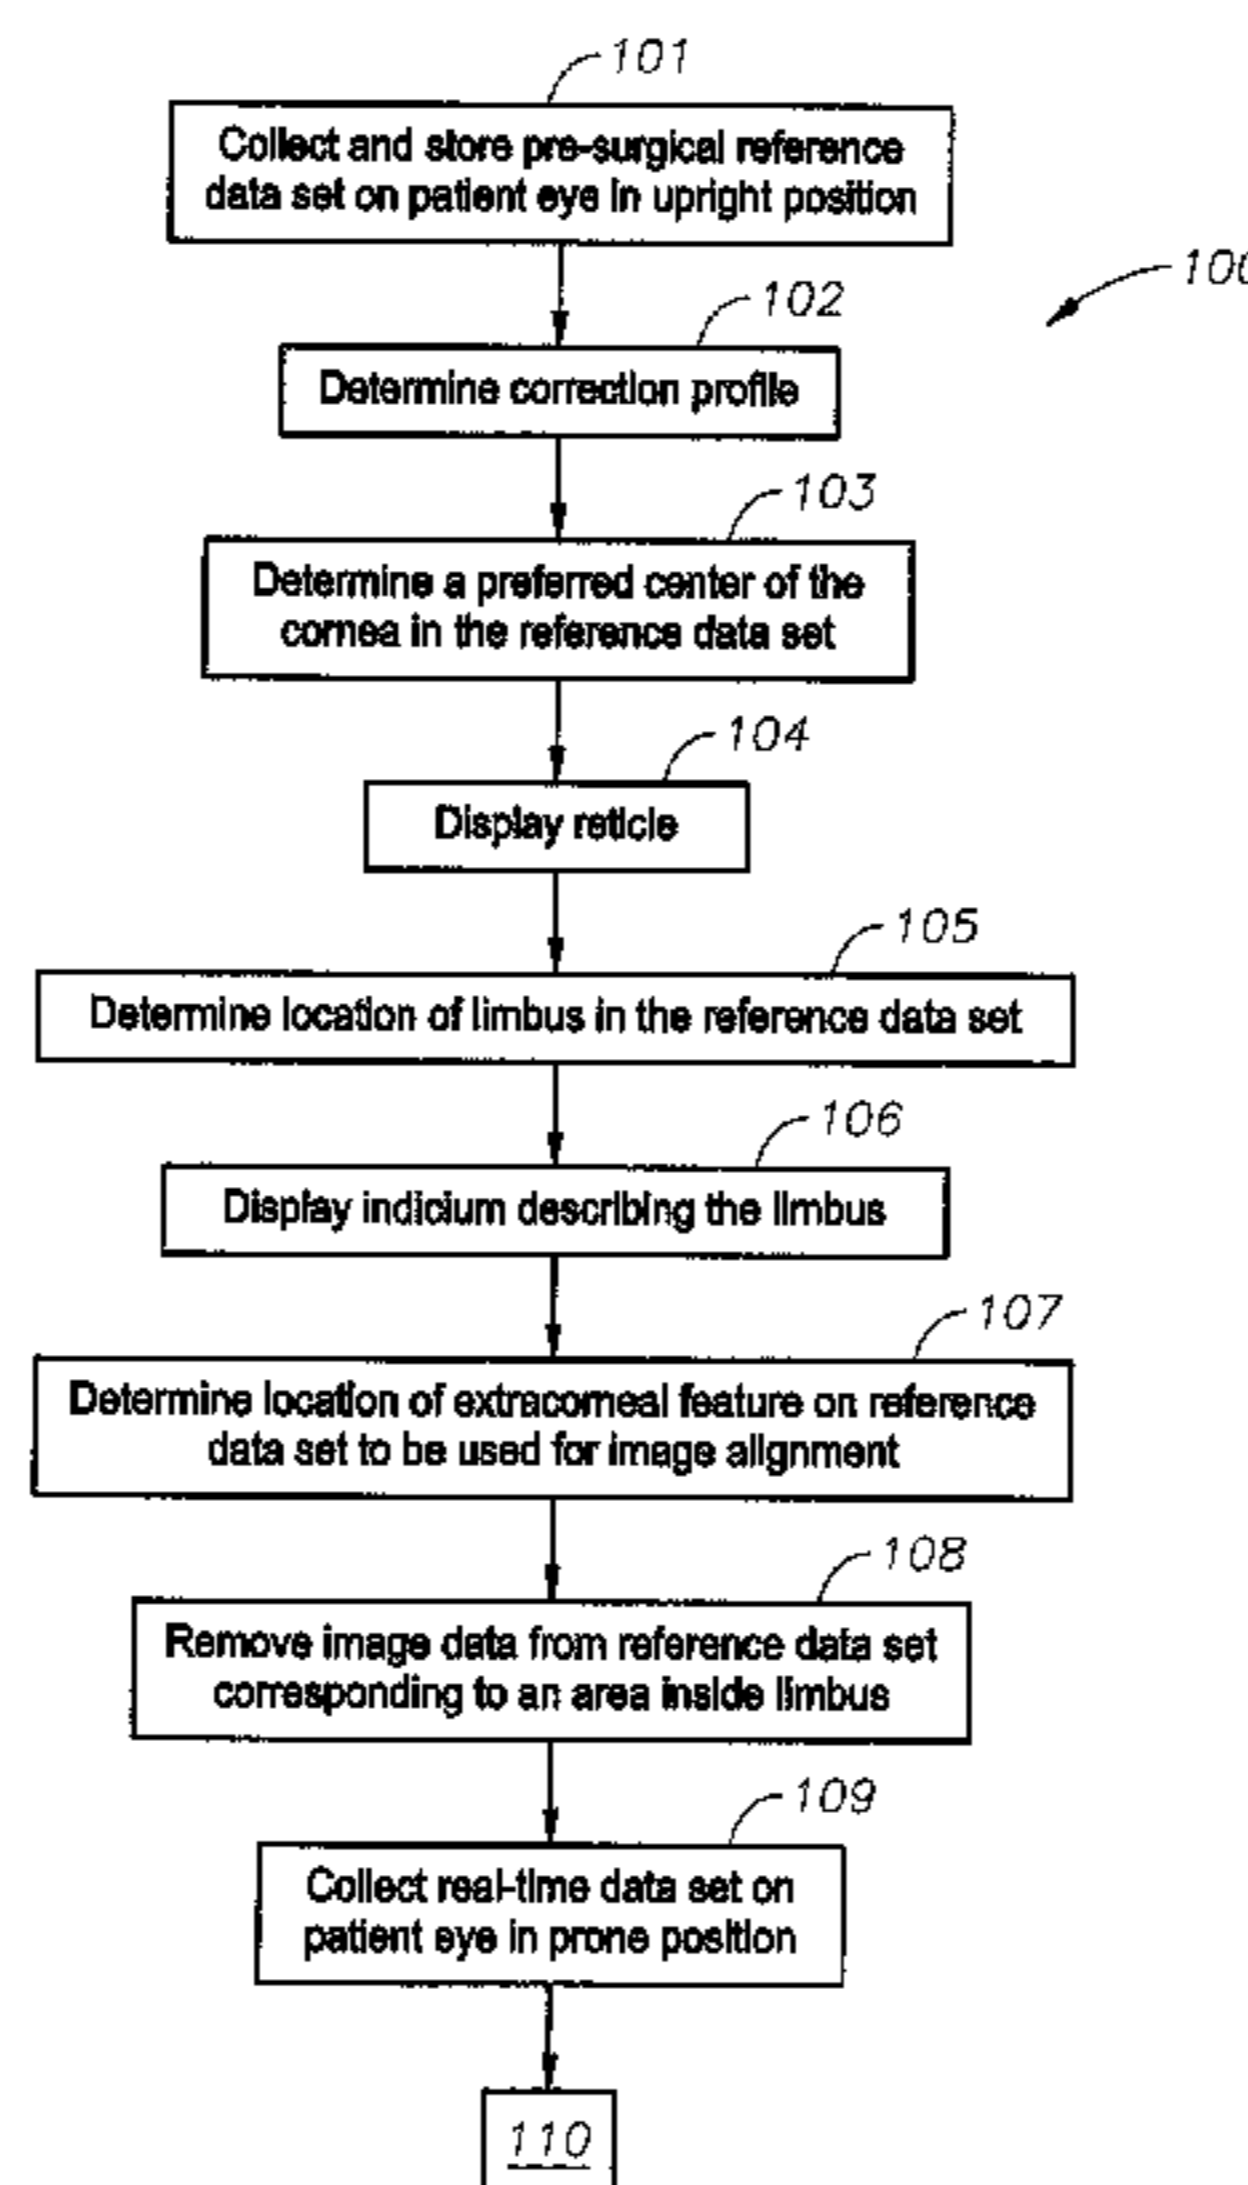 101
Collect and store pre-surgical reference
data set on patient eye in upright position
100
102
Determine correction profile
103
Determine a preferred center of the
cornea in the reference data set
104
Display reticle
105
Determine location of limbus in the reference data set
106
Display indicium describing the limbus
107
Determine location of extracorneal feature on reference
data set to be used for image alignment
108
Remove image data from reference data set
corresponding to an area inside limbus
109
Collect real-time data set on
patient eye in prone position
110